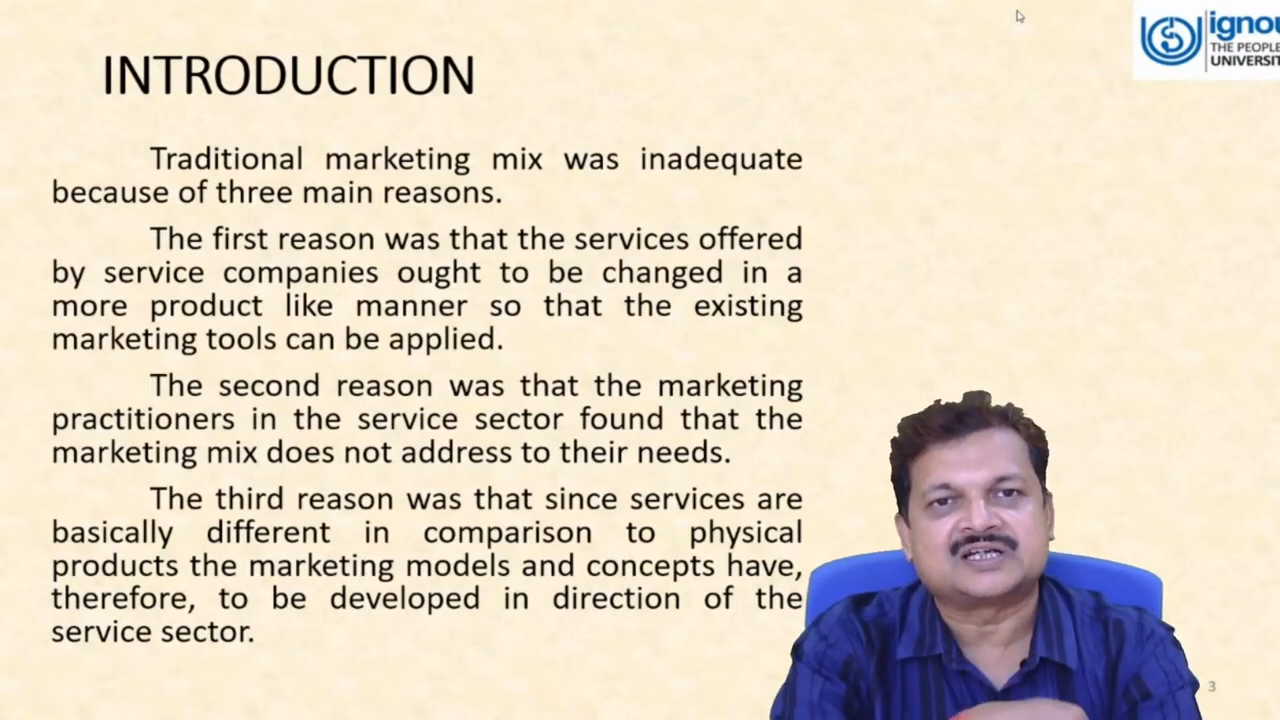 INTRODUCTION
ignou
THE PEOPLE
UNIVERSIT
Traditional marketing mix was inadequate
because of three main reasons.
The first reason was that the services offered
by service companies ought to be changed in a
more product like manner so that the existing
marketing tools can be applied.
The second reason was that the marketing
practitioners in the service sector found that the
marketing mix does not address to their needs.
The third reason was that since services are
basically different in comparison to physical
products the marketing models and concepts have,
therefore, to be developed in direction of the
service sector.
3